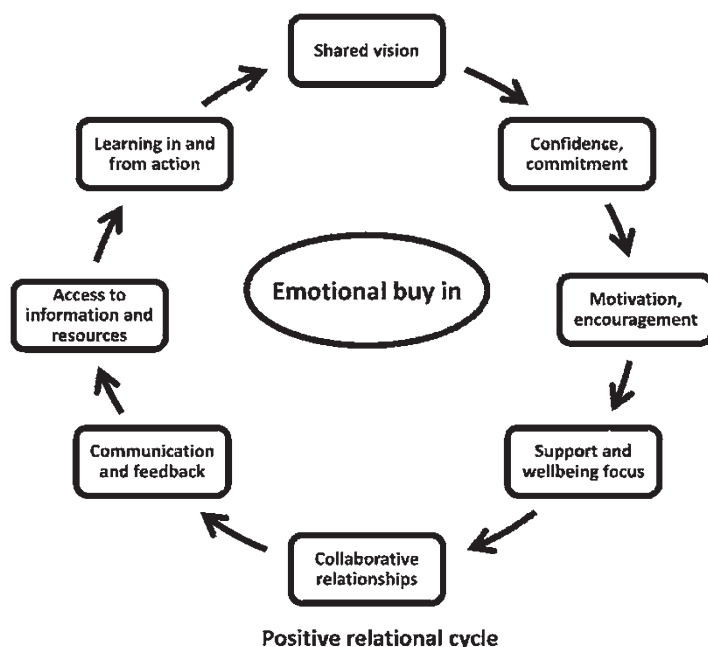 Shared vision
Confidence,
commitment
Motivation,
encouragement
Support and
wellbeing focus
Collaborative
relationships
Communication
and feedback
Access to
information and
resources
Learning in and
from action
Emotional buy in
Positive relational cycle